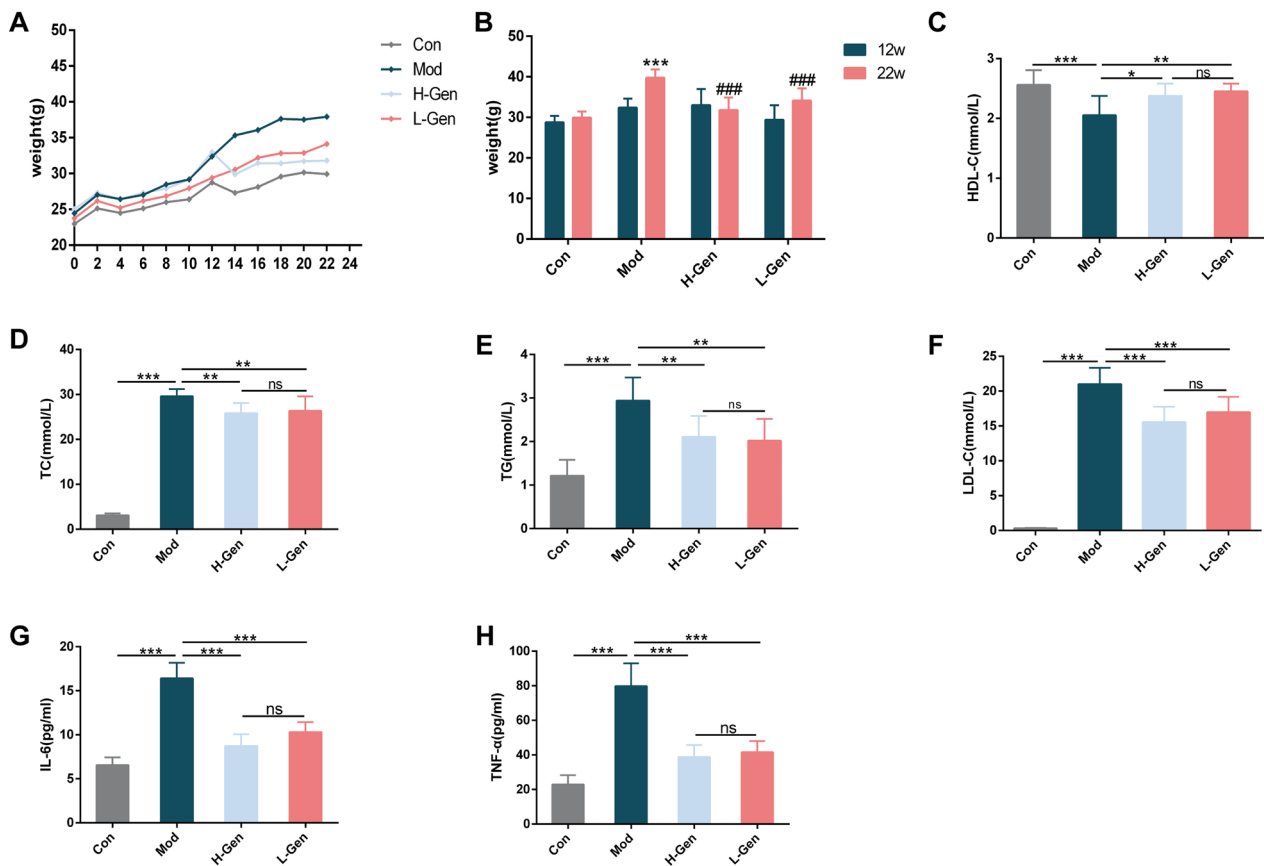 A
weight(g)
50
45
40
35
30
25
20
0 2 4 6 8 10 12 14 16 18 20 22 24
Con
Mod
H-Gen
L-Gen
B
weight(g)
50
40
30
20
10
0
***
###
###
Con Mod H-Gen L-Gen
12w
22w
C
HDL-C(mmol/L)
3
2
1
0
*** **
* ns
Con Mod H-Gen L-Gen
D
TC(mmol/L)
40
30
20
10
0
**
*** ** ns
Con Mod H-Gen L-Gen
E
TG(mmol/L)
4
3
2
1
0
**
*** **
ns
Con Mod H-Gen L-Gen
F
LDL-C(mmol/L)
25
20
15
10
5
0
***
*** ***
ns
Con Mod H-Gen L-Gen
G
IL-6(pg/ml)
20
15
10
5
0
***
*** ***
ns
Con Mod H-Gen L-Gen
H
TNF-α(pg/ml)
100
80
60
40
20
0
***
*** ***
ns
Con Mod H-Gen L-Gen